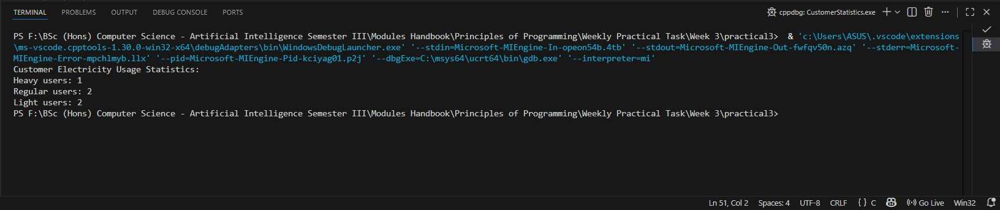 TERMINAL PROBLEMS OUTPUT DEBUG CONSOLE PORTS cppdbg: CustomerStatistics.exe
PS F:\BSc (Hons) Computer Science - Artificial Intelligence Semester III\Modules Handbook\Principles of Programming\Weekly Practical Task\Week 3\practical3>  & 'c:\Users\ASUS\.vscode\extensions
\ms-vscode.cpptools-1.30.0-win32-x64\debugAdapters\bin\WindowsDebugLauncher.exe' '--stdin=Microsoft-MIEngine-In-opeon54b.4tb' '--stdout=Microsoft-MIEngine-Out-fwfqv50n.azq' '--stderr=Microsoft-
MIEngine-Error-mpchlmyb.llx' '--pid=Microsoft-MIEngine-Pid-kciyag01.p2j' '--dbgExe=C:\msys64\ucrt64\bin\gdb.exe' '--interpreter=mi'
Customer Electricity Usage Statistics:
Heavy users: 1
Regular users: 2
Light users: 2
PS F:\BSc (Hons) Computer Science - Artificial Intelligence Semester III\Modules Handbook\Principles of Programming\Weekly Practical Task\Week 3\practical3>
Ln 51, Col 2 Spaces: 4 UTF-8 CRLF { } C Go Live Win32